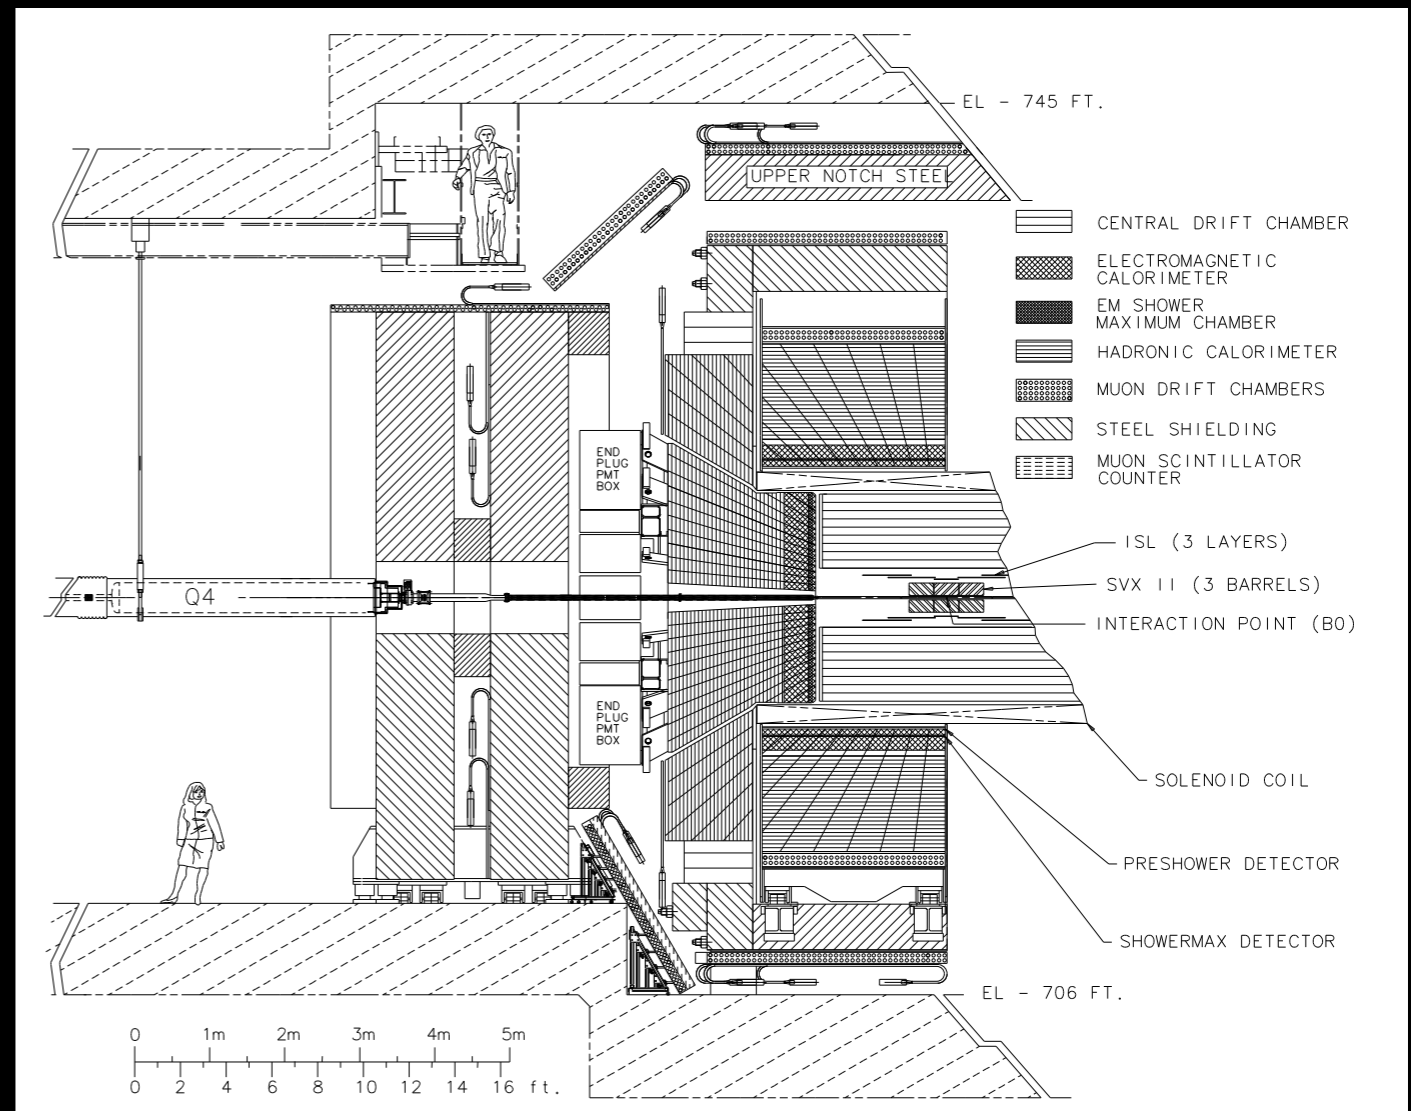 EL - 745 FT.
UPPER NOTCH STEEL
CENTRAL DRIFT CHAMBER
ELECTROMAGNETIC
CALORIMETER
EM SHOWER
MAXIMUM CHAMBER
HADRONIC CALORIMETER
MUON DRIFT CHAMBERS
STEEL SHIELDING
MUON SCINTILLATOR
COUNTER
END
PLUG
PMT
BOX
ISL (3 LAYERS)
SVX II (3 BARRELS)
Q4
INTERACTION POINT (B0)
END
PLUG
PMT
BOX
SOLENOID COIL
PRESHOWER DETECTOR
SHOWERMAX DETECTOR
EL - 706 FT.
0 1m 2m 3m 4m 5m
0 2 4 6 8 10 12 14 16 ft.